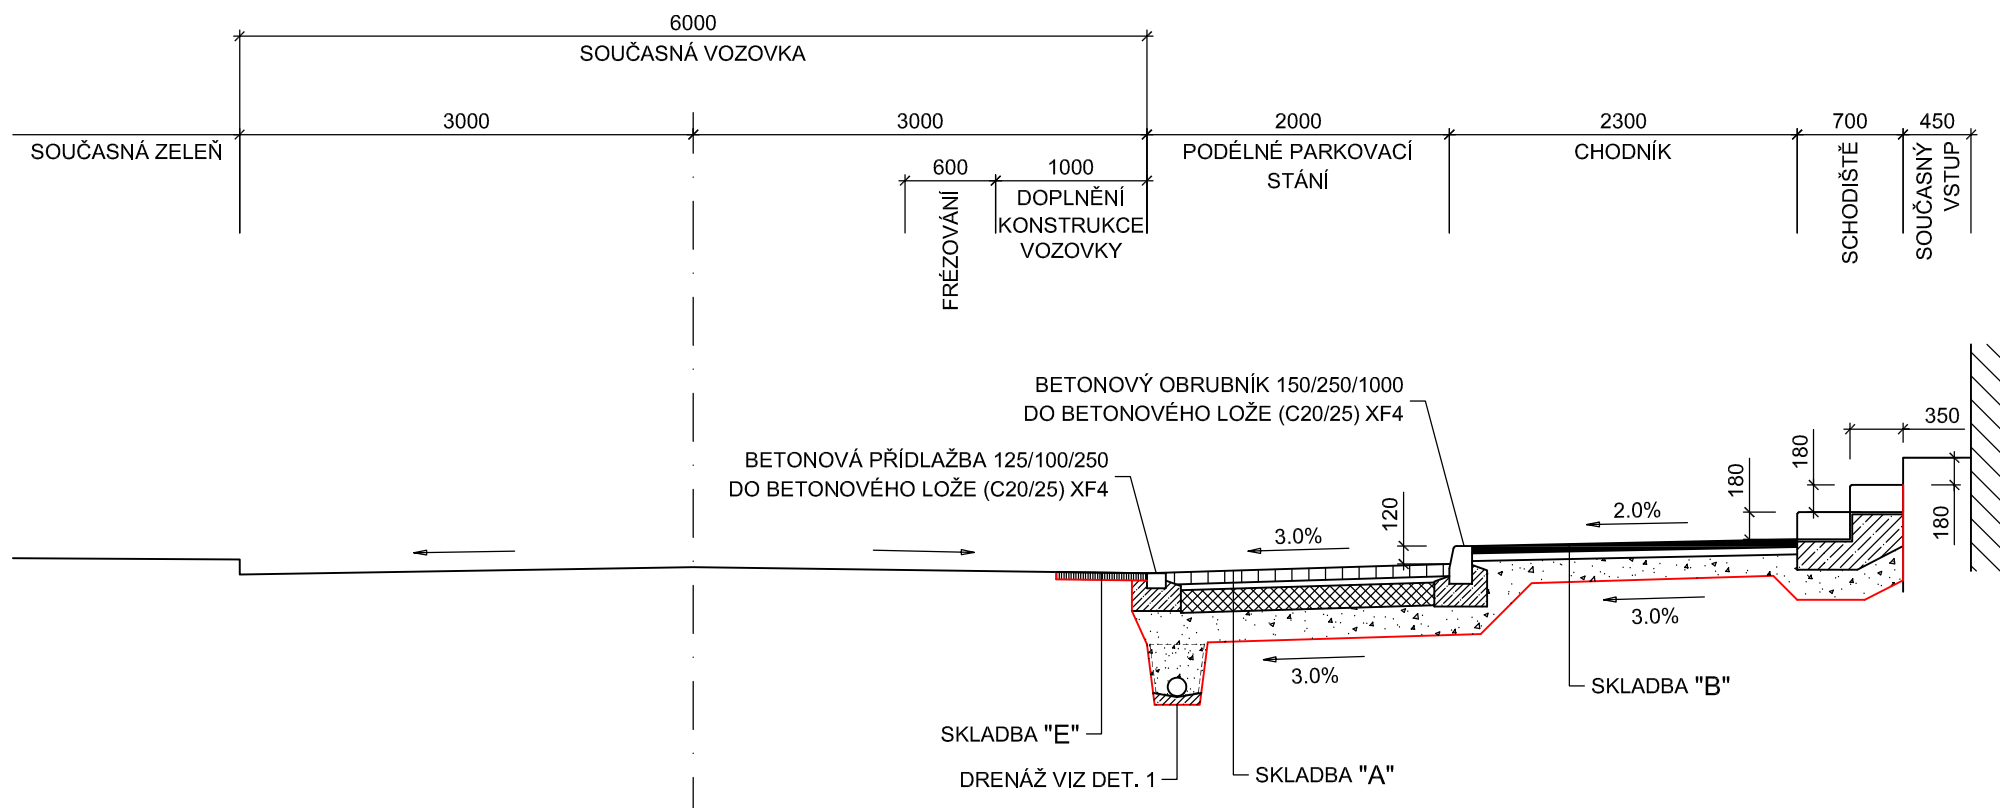 6000
SOUČASNÁ VOZOVKA
3000
3000
2000
2300
700
450
SOUČASNÁ ZELEŇ
PODÉLNÉ PARKOVACÍ
STÁNÍ
CHODNÍK
SCHODIŠTĚ
SOUČASNÝ
VSTUP
600
1000
FRÉZOVÁNÍ
DOPLNĚNÍ
KONSTRUKCE
VOZOVKY
BETONOVÝ OBRUBNÍK 150/250/1000
DO BETONOVÉHO LOŽE (C20/25) XF4
350
180
BETONOVÁ PŘÍDLAŽBA 125/100/250
DO BETONOVÉHO LOŽE (C20/25) XF4
180
120
2.0%
180
3.0%
3.0%
3.0%
SKLADBA "B"
SKLADBA "E"
DRENÁŽ VIZ DET. 1
SKLADBA "A"